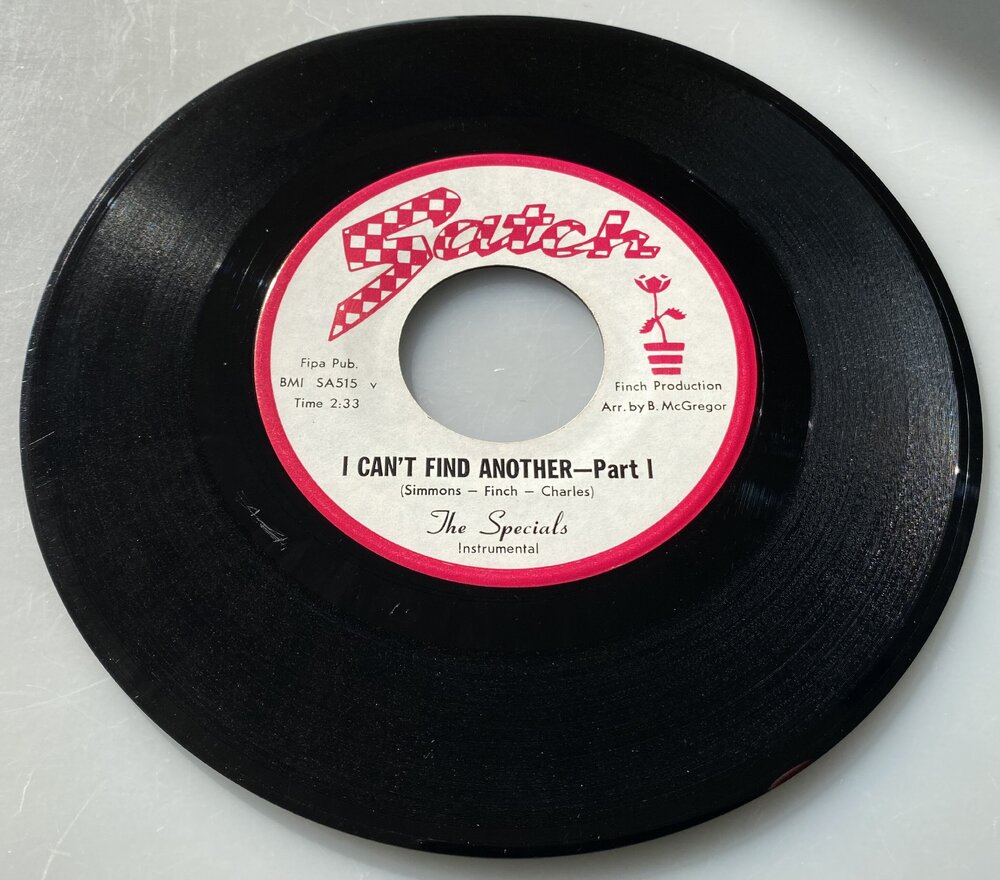 Satch
Fipa Pub.
BMI SA515 v
Time 2:33
Finch Production
Arr. by B. McGregor
I CAN'T FIND ANOTHER—Part I
(Simmons – Finch – Charles)
The Specials
Instrumental